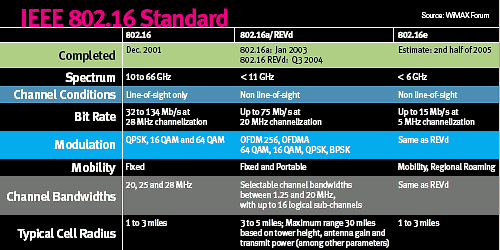 IEEE 802.16 Standard
Source: WiMAX Forum
802.16 802.16a/REVd 802.16e
Completed Dec. 2001 802.16a: Jan 2003 Estimate: 2nd half of 2005
802.16 REVd: Q3 2004
Spectrum 10 to 66 GHz < 11 GHz < 6 GHz
Channel Conditions Line-of-sight only Non line-of-sight Non line-of-sight
Bit Rate 32 to 134 Mb/s at Up to 75 Mb/s at Up to 15 Mb/s at
28 MHz channelization 20 MHz channelization 5 MHz channelization
Modulation QPSK, 16 QAM and 64 QAM OFDM 256, OFDMA Same as REVd
64 QAM, 16 QAM, QPSK, BPSK
Mobility Fixed Fixed and Portable Mobility, Regional Roaming
Channel Bandwidths 20, 25 and 28 MHz Selectable channel bandwidths Same as REVd
between 1.25 and 20 MHz,
with up to 16 logical sub-channels
Typical Cell Radius 1 to 3 miles 3 to 5 miles; Maximum range 30 miles 1 to 3 miles
based on tower height, antenna gain and
transmit power (among other parameters)